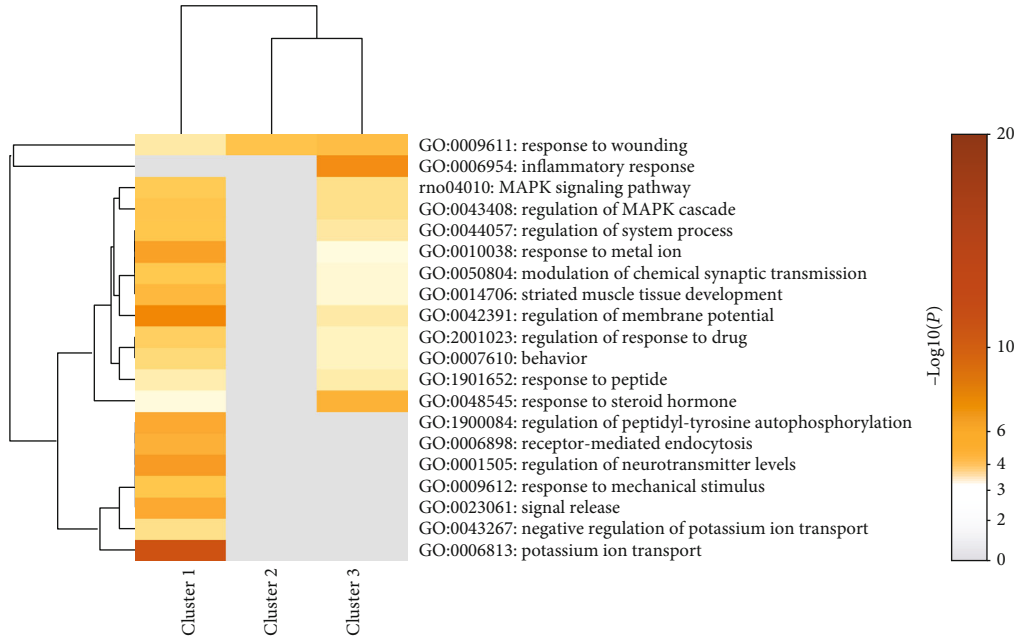 GO:0009611: response to wounding
GO:0006954: inflammatory response
rno04010: MAPK signaling pathway
GO:0043408: regulation of MAPK cascade
GO:0044057: regulation of system process
GO:0010038: response to metal ion
GO:0050804: modulation of chemical synaptic transmission
GO:0014706: striated muscle tissue development
GO:0042391: regulation of membrane potential
GO:2001023: regulation of response to drug
GO:0007610: behavior
GO:1901652: response to peptide
GO:0048545: response to steroid hormone
GO:1900084: regulation of peptidyl-tyrosine autophosphorylation
GO:0006898: receptor-mediated endocytosis
GO:0001505: regulation of neurotransmitter levels
GO:0009612: response to mechanical stimulus
GO:0023061: signal release
GO:0043267: negative regulation of potassium ion transport
GO:0006813: potassium ion transport
Cluster 1
Cluster 2
Cluster 3
–Log10(P)
20
10
6
4
3
2
0